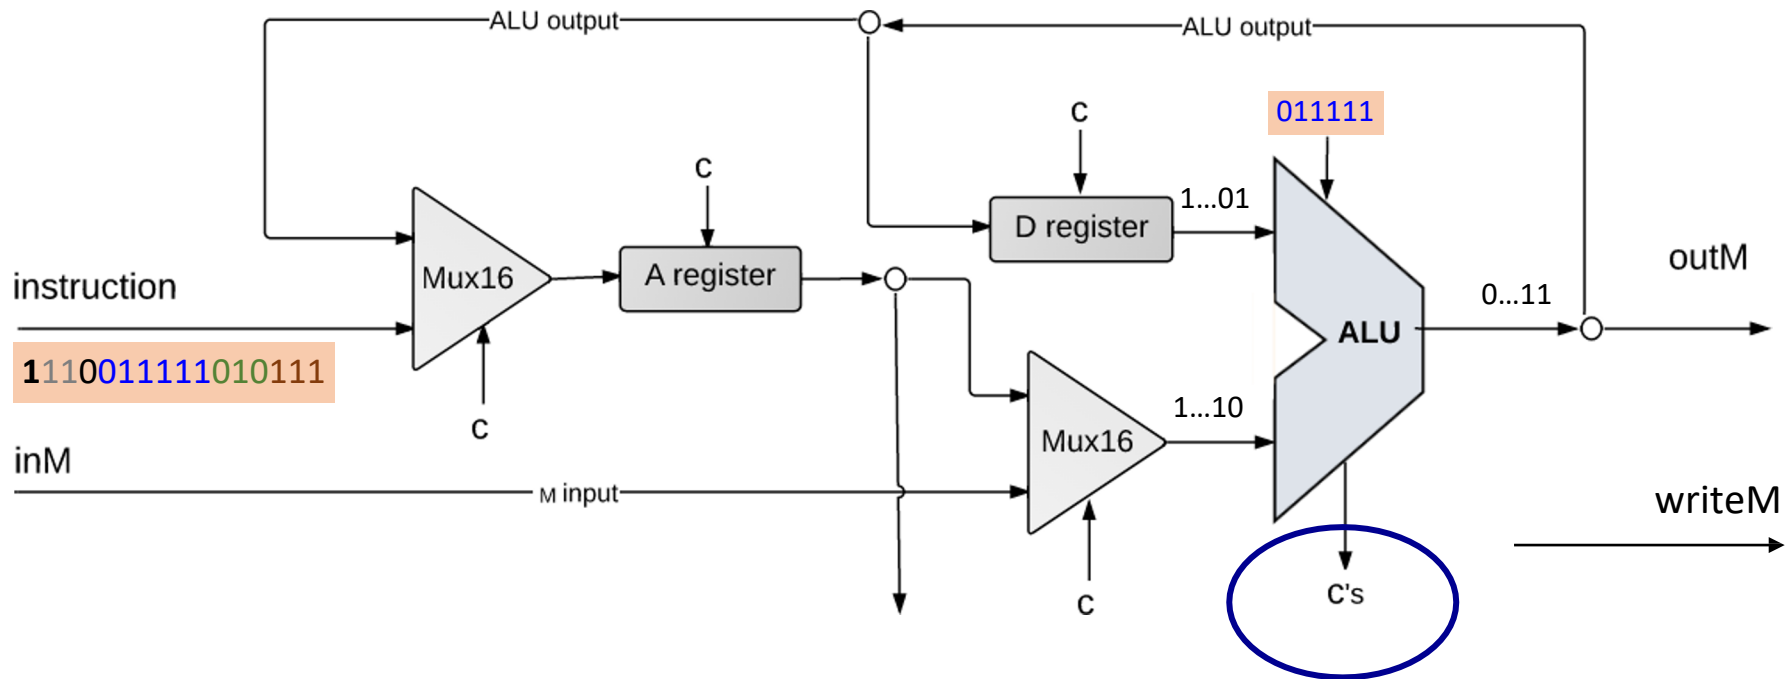 ALU output
ALU output
c
011111
c
1...01
D register
Mux16
A register
outM
instruction
0...11
ALU
1110011111010111
1...10
c
Mux16
inM
M input
writeM
c's
c